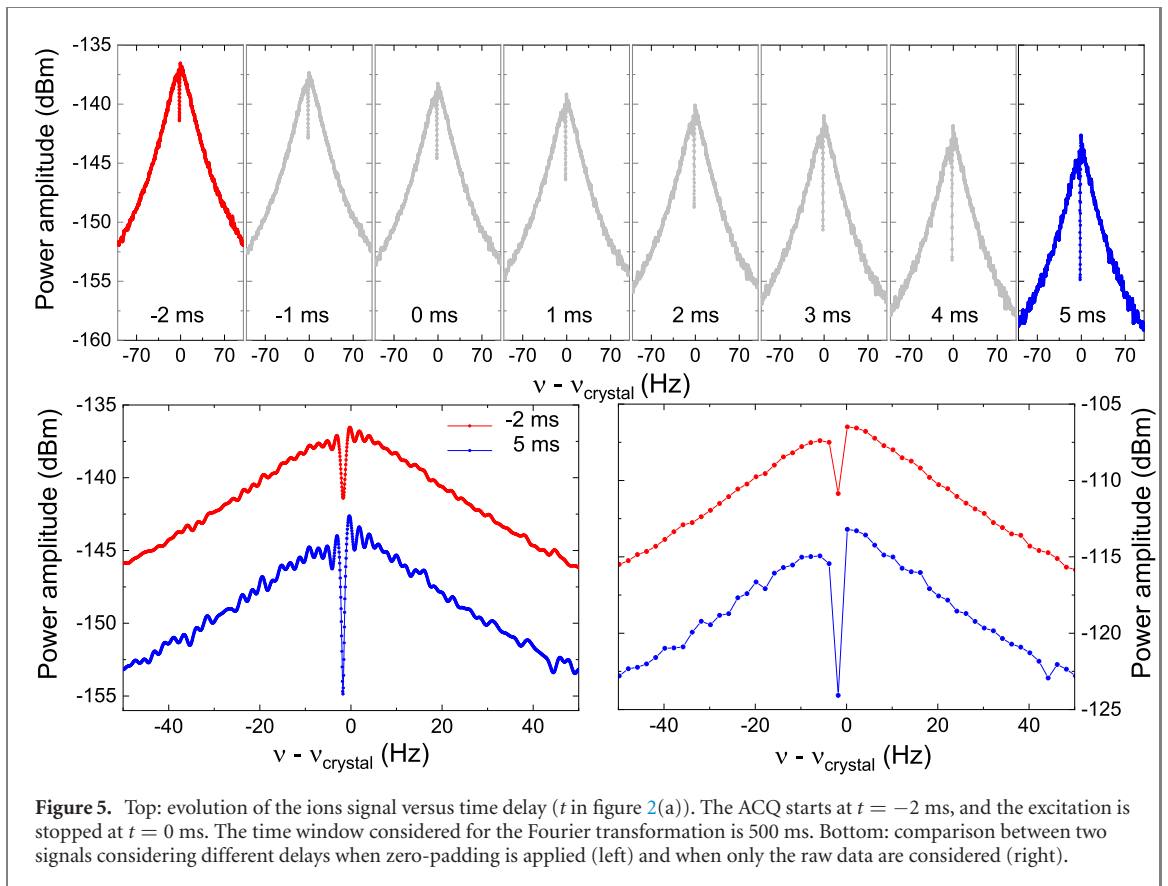 Power amplitude (dBm)
-135
-140
-145
-150
-155
-160
-2 ms
-1 ms
0 ms
1 ms
2 ms
3 ms
4 ms
5 ms
-70 0 70 -70 0 70 -70 0 70 -70 0 70 -70 0 70 -70 0 70 -70 0 70 -70 0 70
ν - νcrystal (Hz)
Power amplitude (dBm)
-135
-140
-145
-150
-155
-2 ms
5 ms
-40 -20 0 20 40
ν - νcrystal (Hz)
-105
-110
-115
-120
-125
Power amplitude (dBm)
-40 -20 0 20 40
ν - νcrystal (Hz)
Figure 5. Top: evolution of the ions signal versus time delay (t in figure 2(a)). The ACQ starts at t = −2 ms, and the excitation is
stopped at t = 0 ms. The time window considered for the Fourier transformation is 500 ms. Bottom: comparison between two
signals considering different delays when zero-padding is applied (left) and when only the raw data are considered (right).